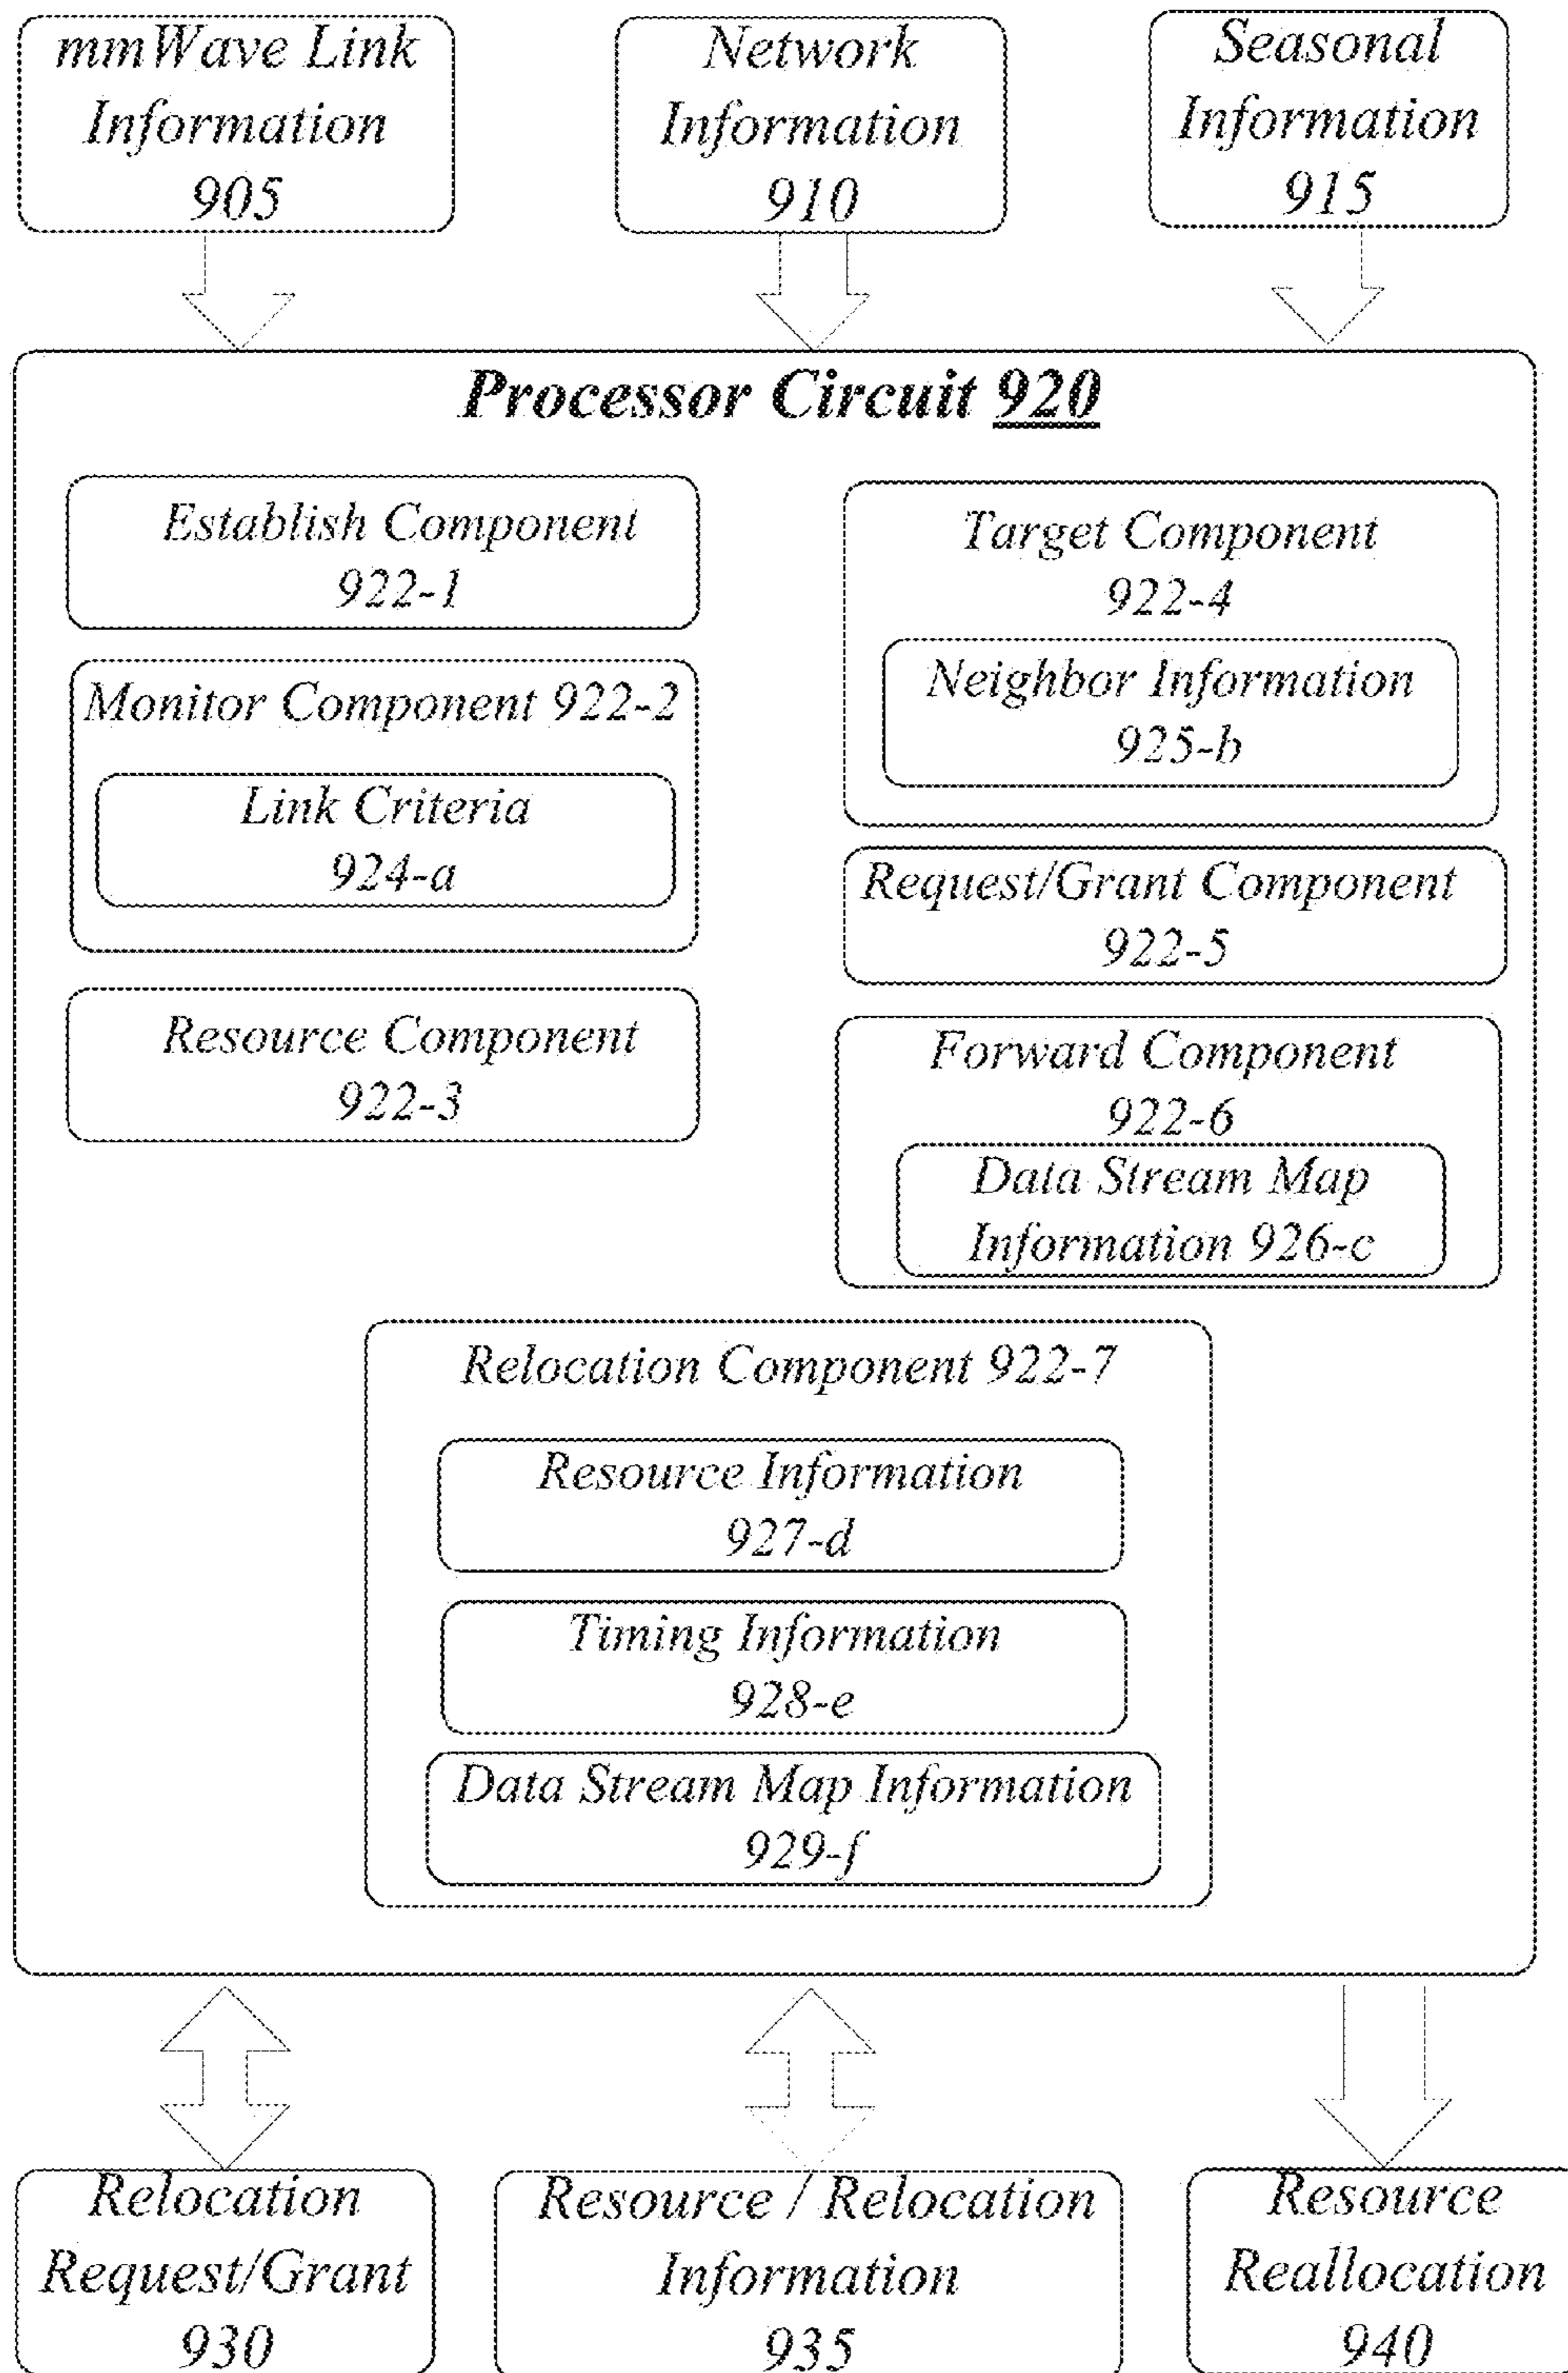 mmWave Link
Information
905
Network
Information
910
Seasonal
Information
915
Processor Circuit 920
Establish Component
922-1
Monitor Component 922-2
Link Criteria
924-a
Resource Component
922-3
Target Component
922-4
Neighbor Information
925-b
Request/Grant Component
922-5
Forward Component
922-6
Data Stream Map
Information 926-c
Relocation Component 922-7
Resource Information
927-d
Timing Information
928-e
Data Stream Map Information
929-f
Relocation
Request/Grant
930
Resource / Relocation
Information
935
Resource
Reallocation
940